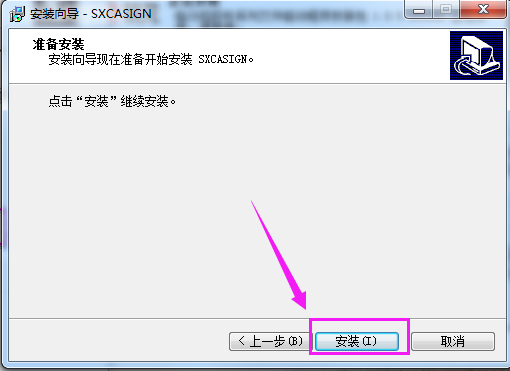 安装向导 - SXCASIGN
准备安装
安装向导现在准备开始安装 SXCASIGN。
点击“安装”继续安装。
< 上一步(B)
安装(I)
取消